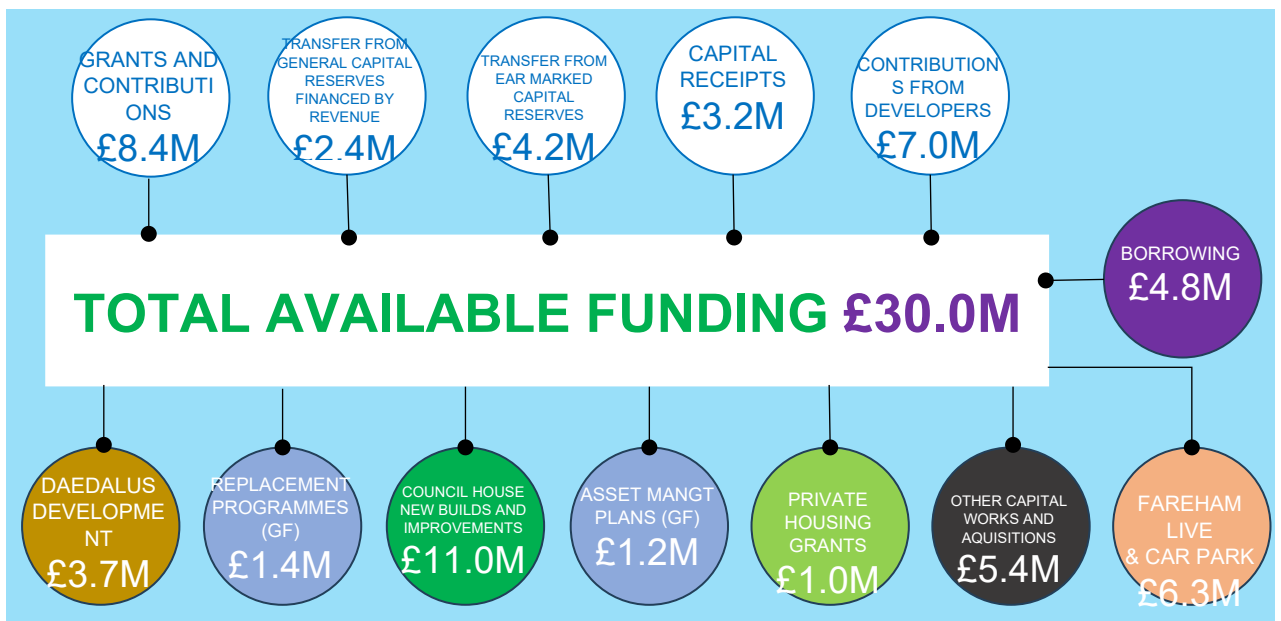 GRANTS AND
CONTRIBUTI
ONS
£8.4M
TRANSFER FROM
GENERAL CAPITAL
RESERVES
FINANCED BY
REVENUE
£2.4M
TRANSFER FROM
EAR MARKED
CAPITAL
RESERVES
£4.2M
CAPITAL
RECEIPTS
£3.2M
CONTRIBUTION
S FROM
DEVELOPERS
£7.0M
BORROWING
£4.8M
TOTAL AVAILABLE FUNDING £30.0M
DAEDALUS
DEVELOPME
NT
£3.7M
REPLACEMENT
PROGRAMMES
(GF)
£1.4M
COUNCIL HOUSE
NEW BUILDS AND
IMPROVEMENTS
£11.0M
ASSET MANGT
PLANS (GF)
£1.2M
PRIVATE
HOUSING
GRANTS
£1.0M
OTHER CAPITAL
WORKS AND
AQUISITIONS
£5.4M
FAREHAM
LIVE
& CAR PARK
£6.3M